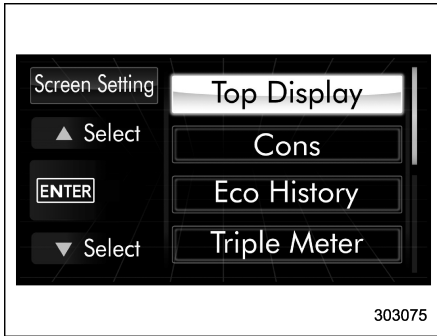 Screen Setting
Top Display
▲ Select
Cons
ENTER
Eco History
▼ Select
Triple Meter
303075